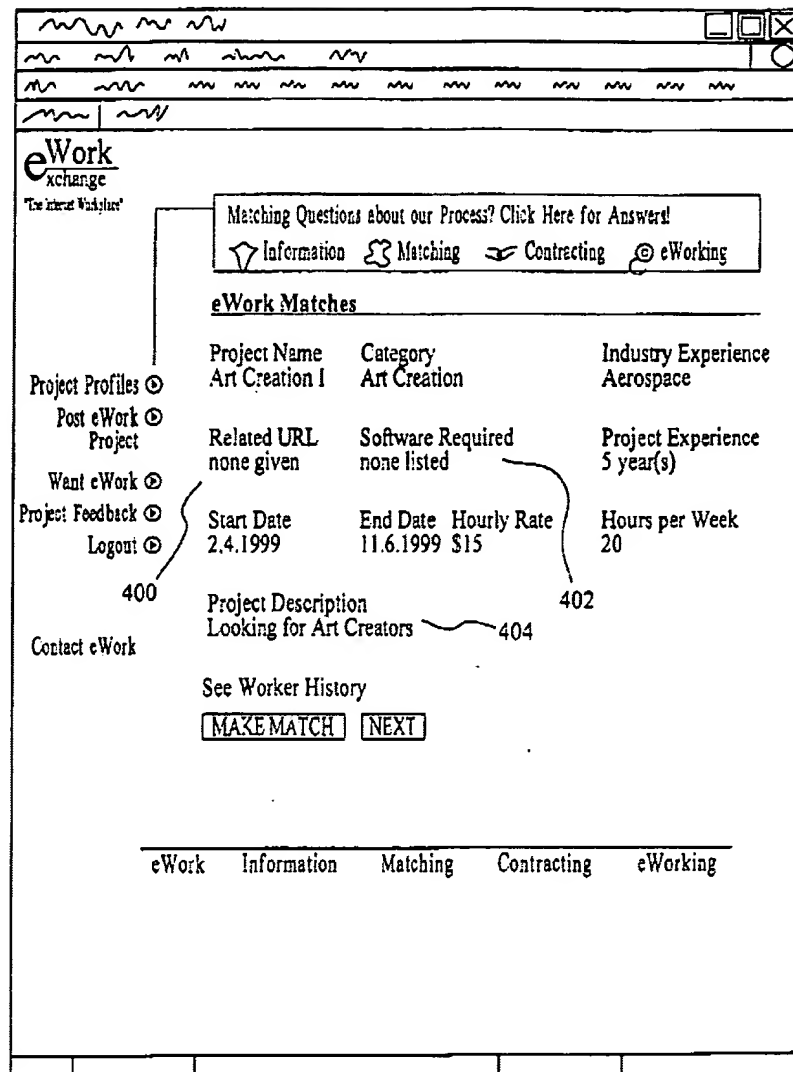 eWork
xchange
"The Internet Workplace"
Matching Questions about our Process? Click Here for Answers!
Information Matching Contracting eWorking
eWork Matches
Project Name Category Industry Experience
Art Creation I Art Creation Aerospace
Project Profiles
Post eWork
Project
Related URL Software Required Project Experience
none given none listed 5 year(s)
Want eWork
Project Feedback
Logout
Start Date End Date Hourly Rate Hours per Week
2.4.1999 11.6.1999 $15 20
400
402
Project Description
Looking for Art Creators 404
Contact eWork
See Worker History
MAKE MATCH NEXT
eWork Information Matching Contracting eWorking